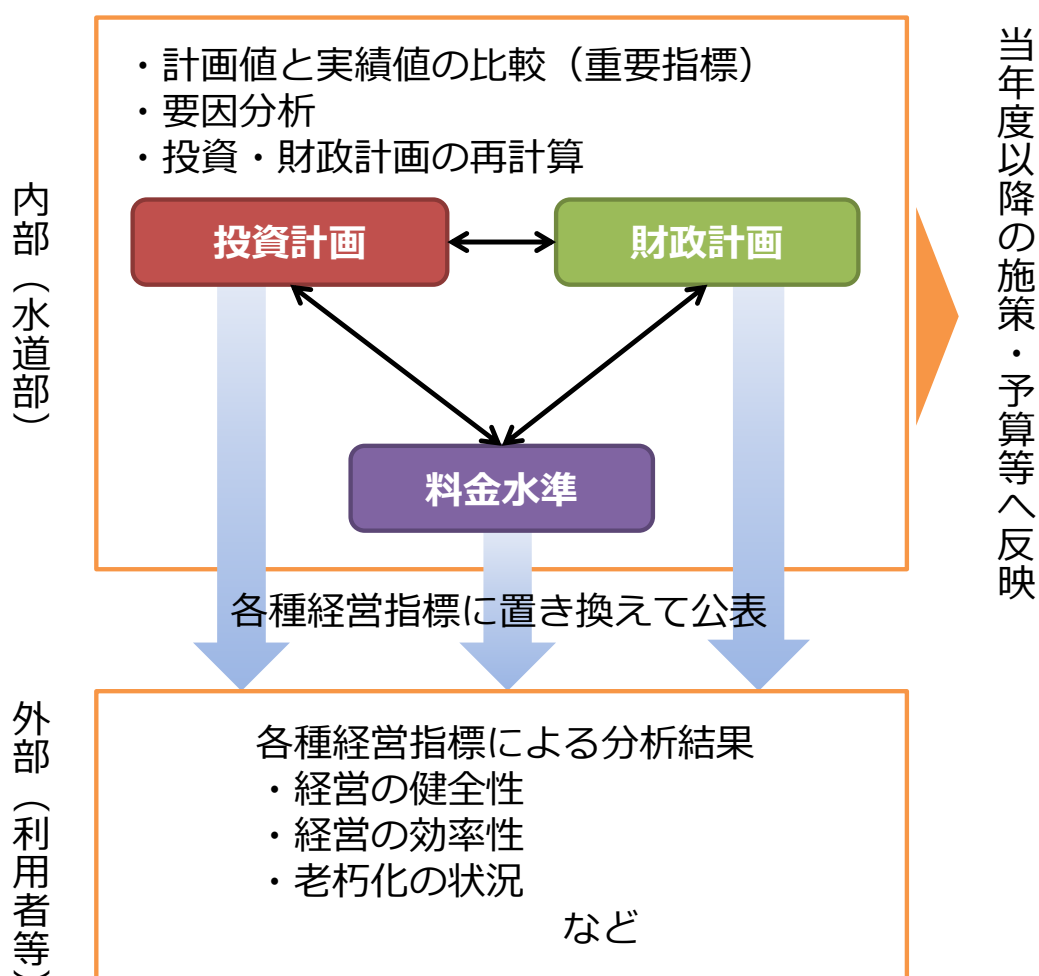 ・計画値と実績値の比較（重要指標）
・要因分析
・投資・財政計画の再計算
内部（水道部）
投資計画
財政計画
料金水準
当年度以降の施策・予算等へ反映
各種経営指標に置き換えて公表
外部（利用者等）
各種経営指標による分析結果
・経営の健全性
・経営の効率性
・老朽化の状況
など